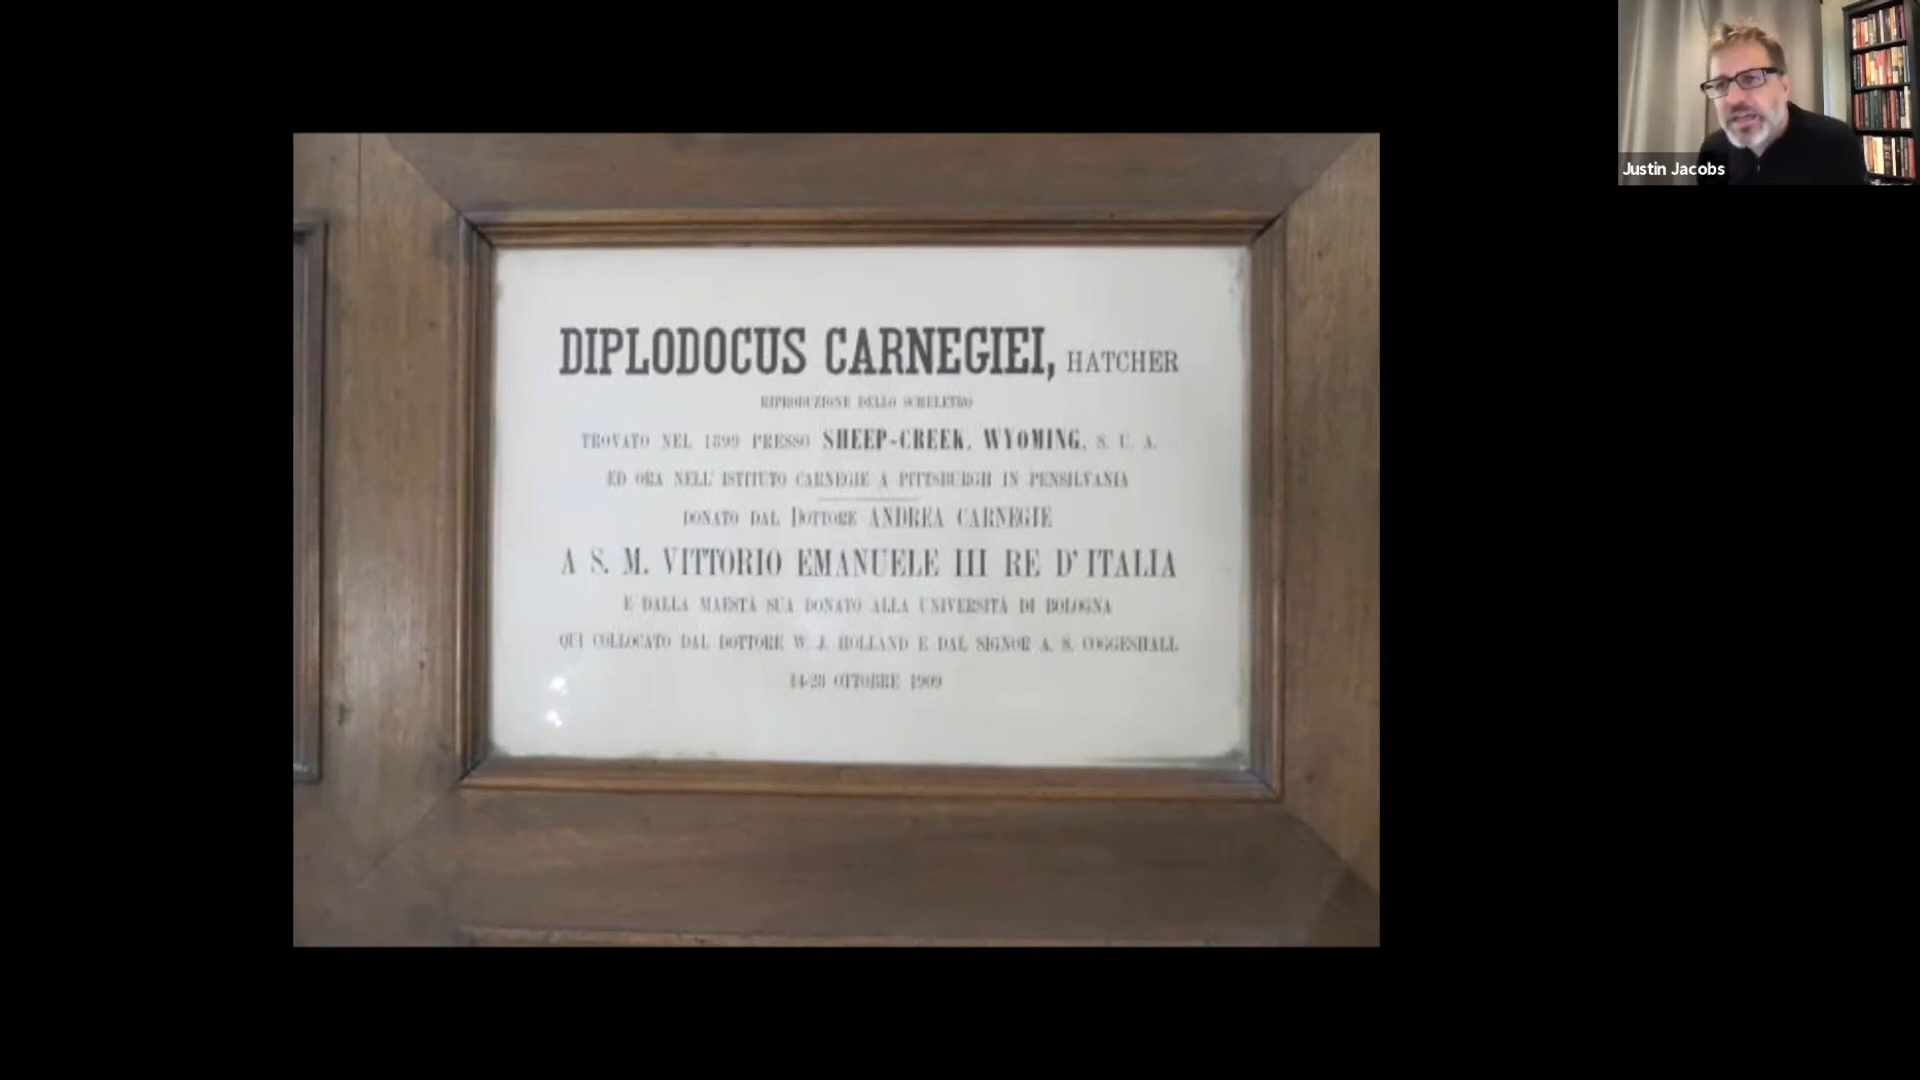 DIPLODOCUS CARNEGIEI, HATCHER
RIPRODUZIONE DELLO SCHELETRO
TROVATO NEL 1899 PRESSO SHEEP-CREEK, WYOMING, S. U. A.
ED ORA NELL' ISTITUTO CARNEGIE A PITTSBURGH IN PENSILVANIA
DONATO DAL DOTTORE ANDREA CARNEGIE
A S. M. VITTORIO EMANUELE III RE D' ITALIA
E DALLA MAESTÀ SUA DONATO ALLA UNIVERSITÀ DI BOLOGNA
QUI COLLOCATO DAL DOTTORE W. J. HOLLAND E DAL SIGNOR A. S. COGGESHALL
14-28 OTTOBRE 1909
Justin Jacobs